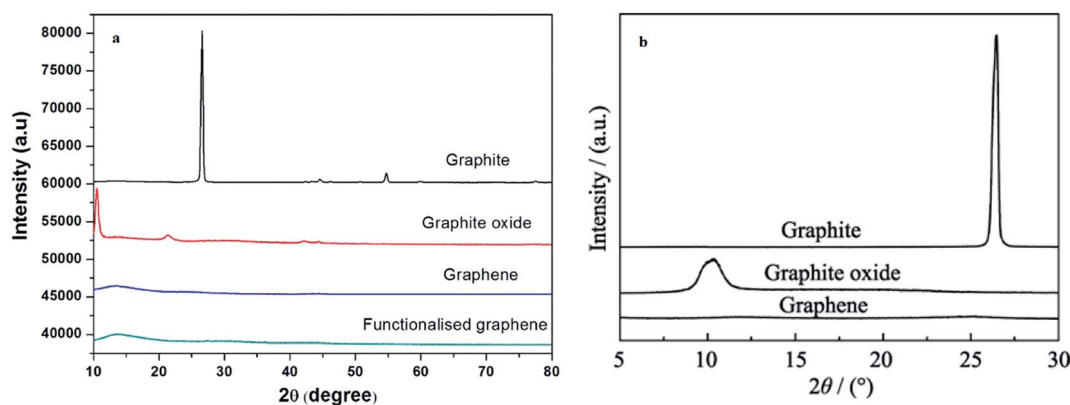 a
80000
75000
70000
65000
60000
55000
50000
45000
40000
Intensity (a.u)
Graphite
Graphite oxide
Graphene
Functionalised graphene
10 20 30 40 50 60 70 80
2θ (degree)
b
Intensity / (a.u.)
Graphite
Graphite oxide
Graphene
5 10 15 20 25 30
2θ / (°)